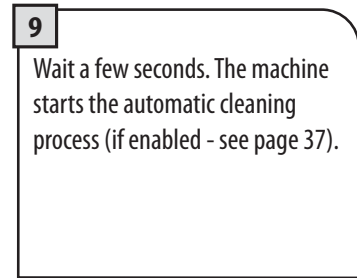 9
Wait a few seconds. The machine
starts the automatic cleaning
process (if enabled - see page 37).